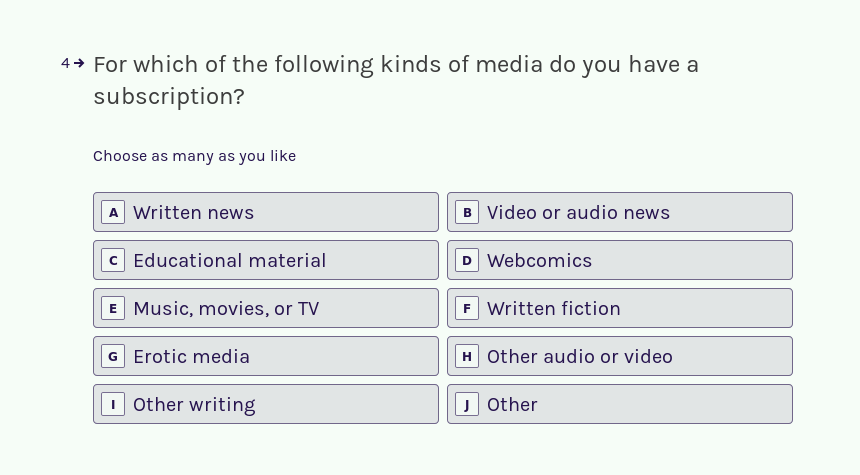 4→ For which of the following kinds of media do you have a
subscription?
Choose as many as you like
A Written news
B Video or audio news
C Educational material
D Webcomics
E Music, movies, or TV
F Written fiction
G Erotic media
H Other audio or video
I Other writing
J Other